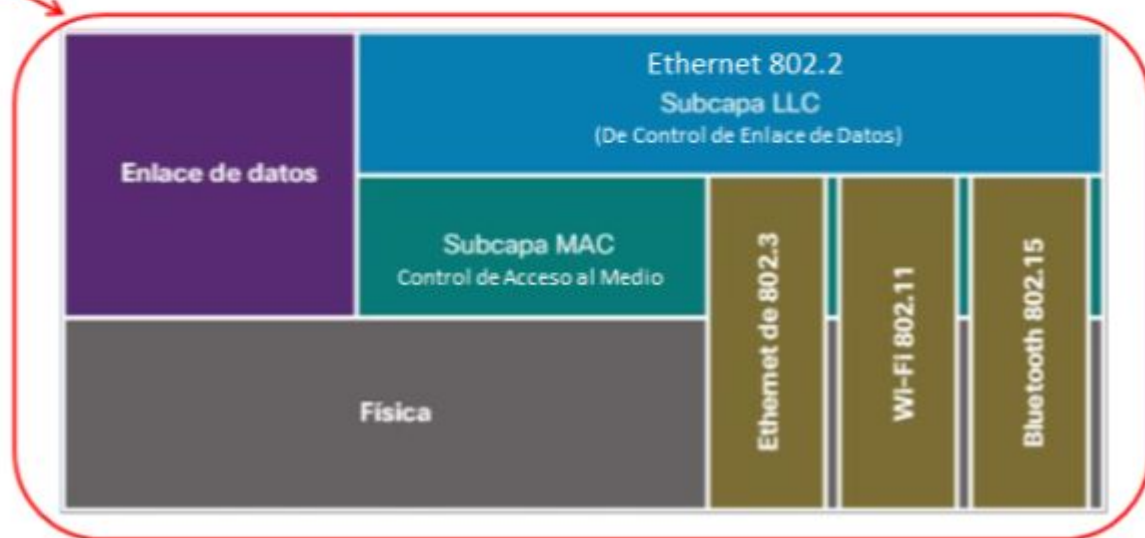 Ethernet 802.2
Subcapa LLC
(De Control de Enlace de Datos)
Enlace de datos
Subcapa MAC
Control de Acceso al Medio
Ethernet de 802.3
Wi-Fi 802.11
Bluetooth 802.15
Física